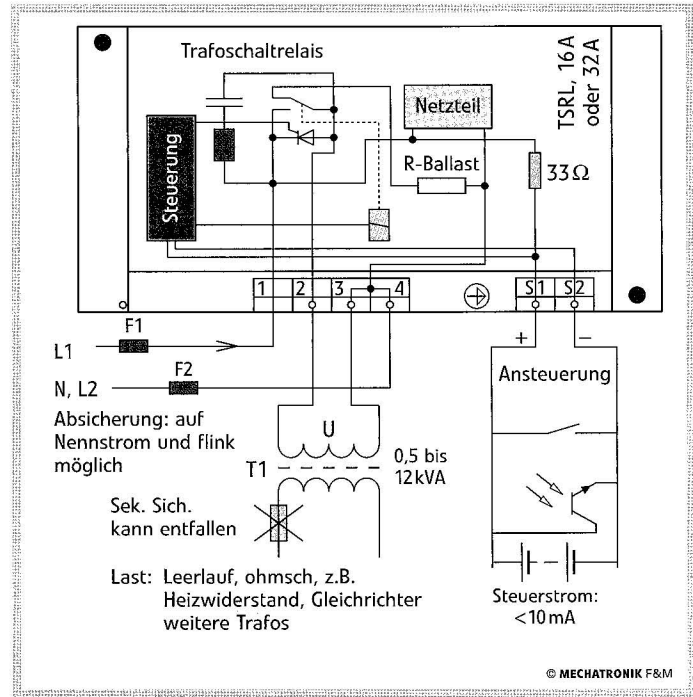 Trafoschaltrelais
TSRL, 16 A
oder 32 A
Netzteil
R-Ballast
33Ω
Steuerung
1 2 3 4
S1 S2
F1
L1
F2
N, L2
+ −
Ansteuerung
Absicherung: auf
Nennstrom und flink
möglich
U
T1
0,5 bis
12 kVA
Sek. Sich.
kann entfallen
Last: Leerlauf, ohmsch, z.B.
Heizwiderstand, Gleichrichter
weitere Trafos
Steuerstrom:
<10 mA
© MECHATRONIK F&M